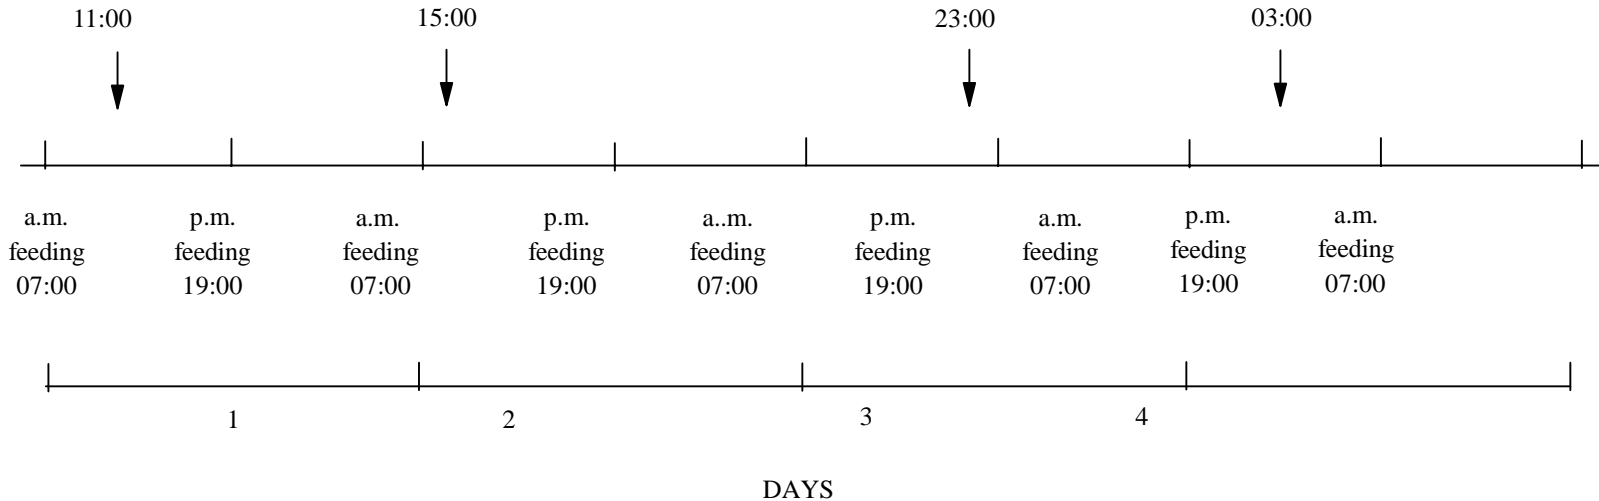 11:00 15:00 23:00 03:00
a.m. p.m. a.m. p.m. a..m. p.m. a.m. p.m. a.m.
feeding feeding feeding feeding feeding feeding feeding feeding feeding
07:00 19:00 07:00 19:00 07:00 19:00 07:00 19:00 07:00
1 2 3 4
DAYS